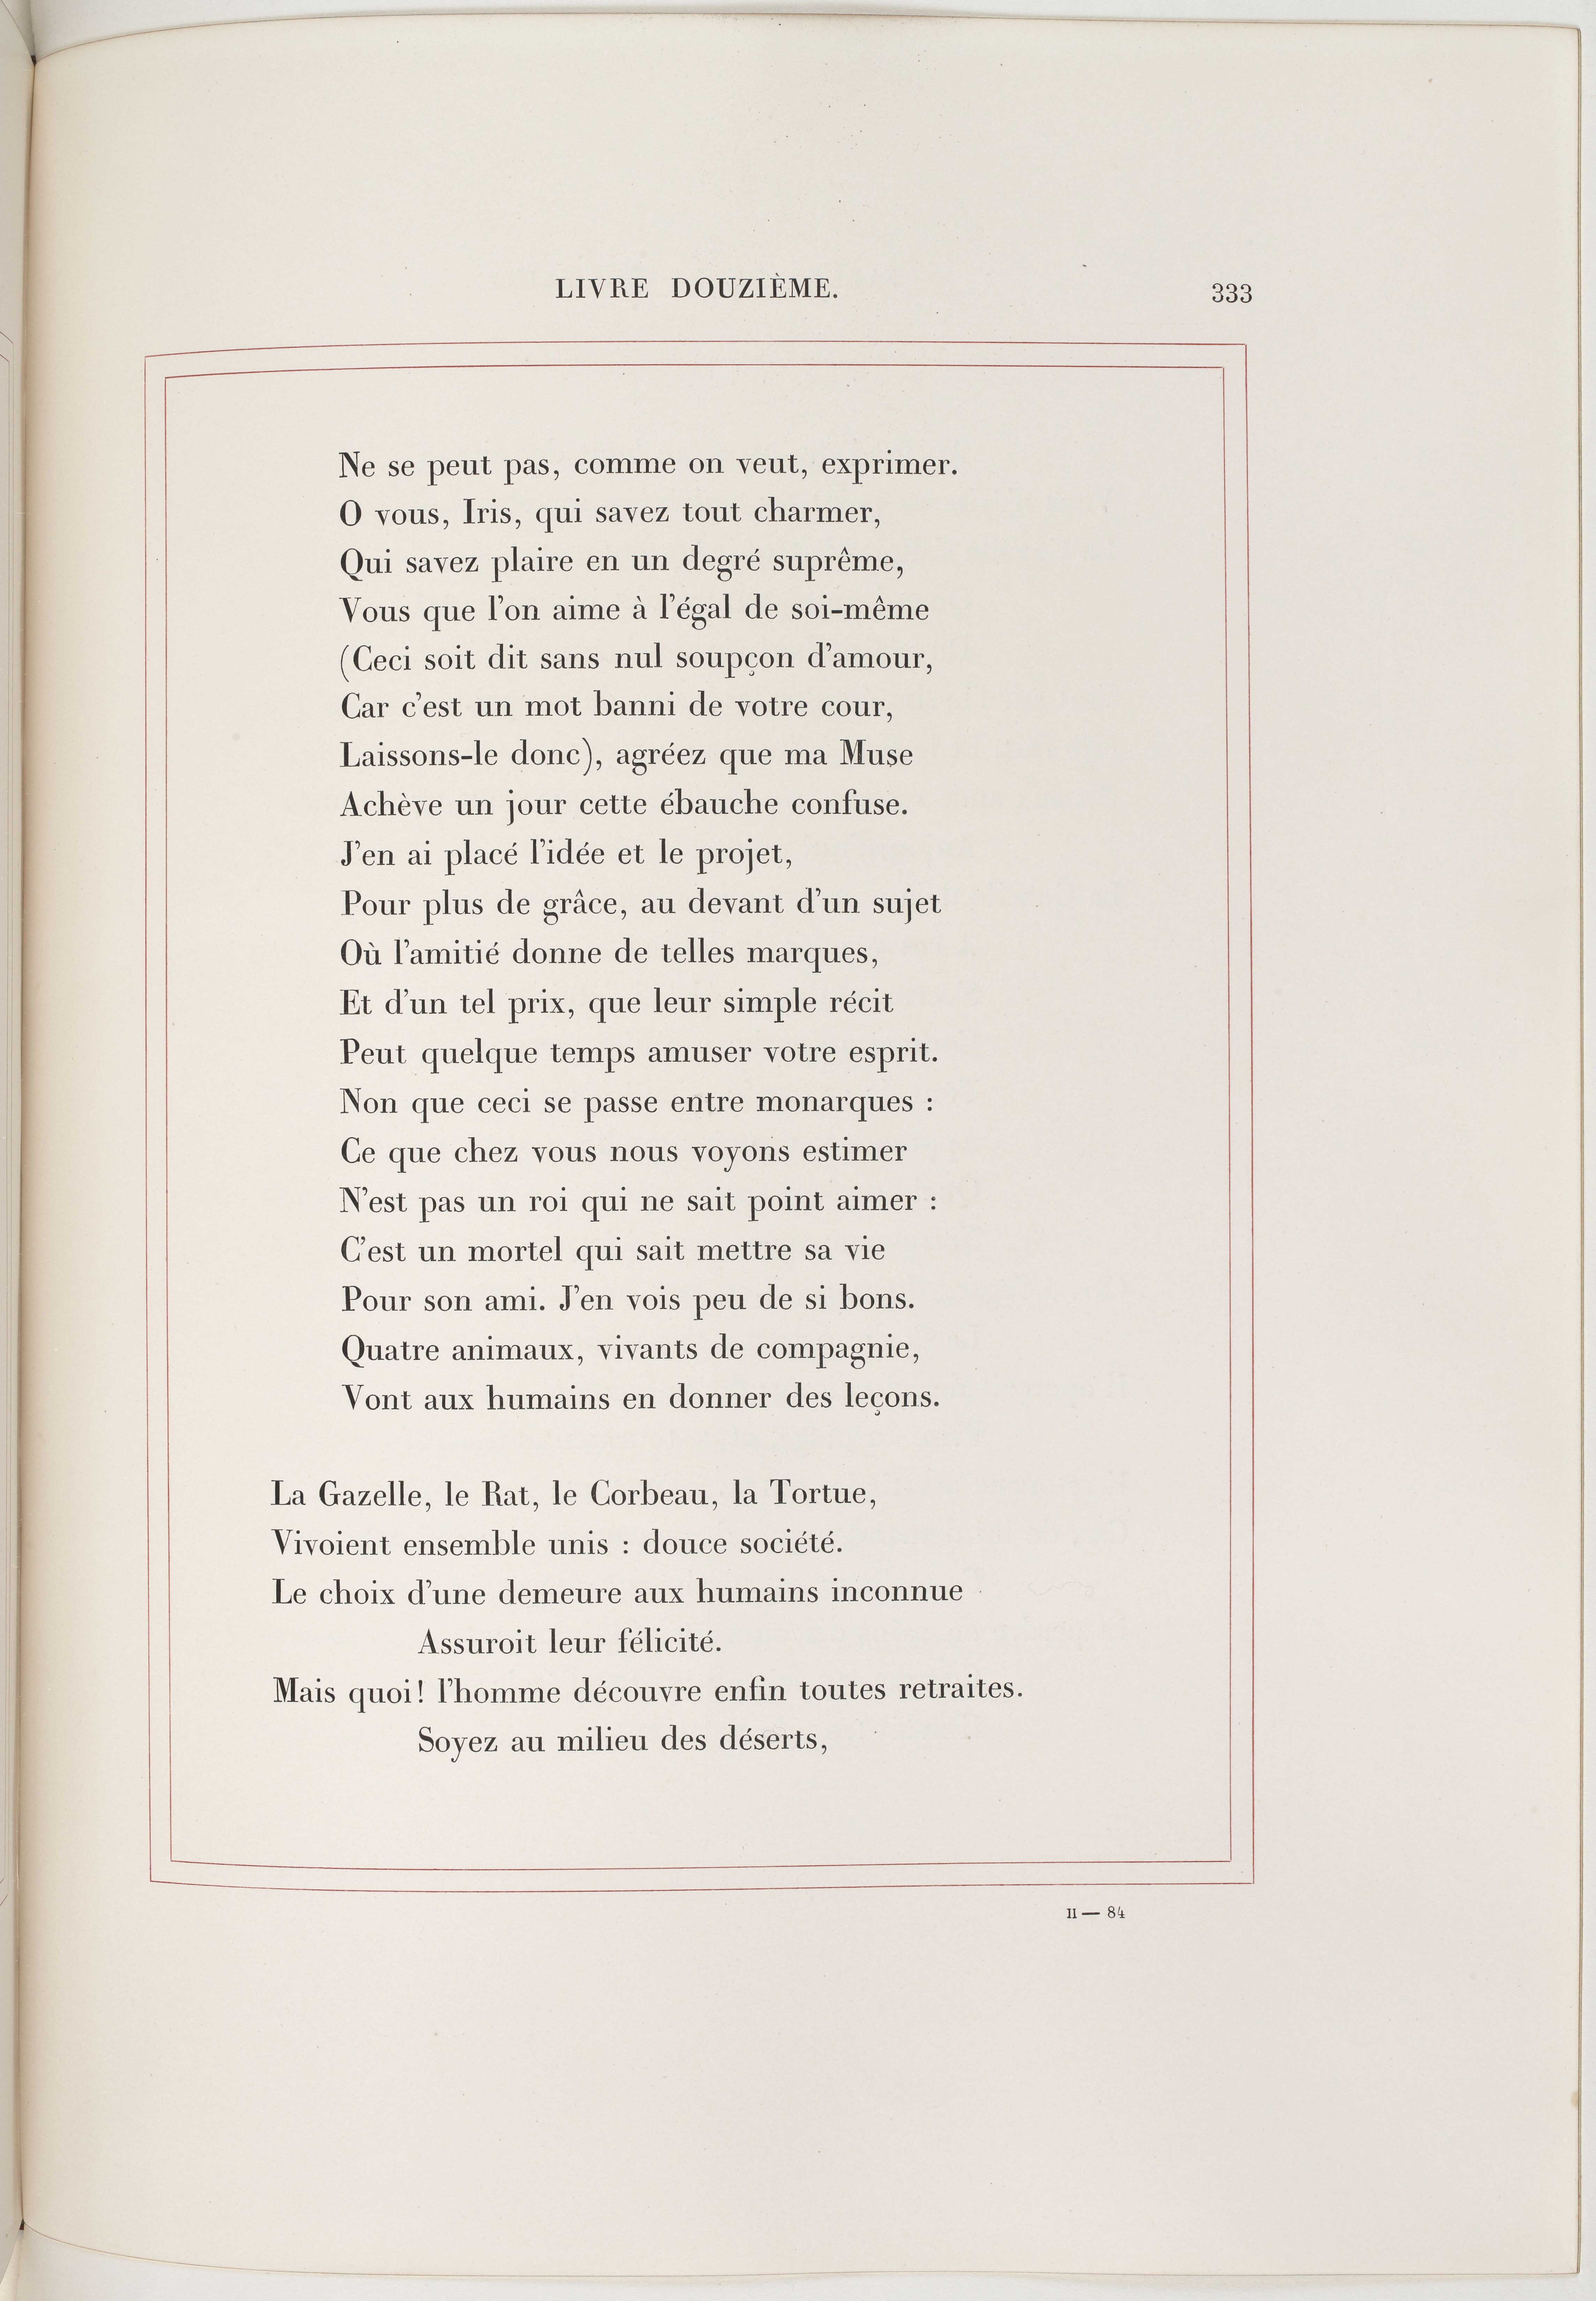 LIVRE DOUZIÈME. 333
Ne se peut pas, comme on veut, exprimer.
O vous, Iris, qui savez tout charmer,
Qui savez plaire en un degré suprême,
Vous que l'on aime à l'égal de soi-même
(Ceci soit dit sans nul soupçon d'amour,
Car c'est un mot banni de votre cour,
Laissons-le donc), agréez que ma Muse
Achève un jour cette ébauche confuse.
J'en ai placé l'idée et le projet,
Pour plus de grâce, au devant d'un sujet
Où l'amitié donne de telles marques,
Et d'un tel prix, que leur simple récit
Peut quelque temps amuser votre esprit.
Non que ceci se passe entre monarques :
Ce que chez vous nous voyons estimer
N'est pas un roi qui ne sait point aimer :
C'est un mortel qui sait mettre sa vie
Pour son ami. J'en vois peu de si bons.
Quatre animaux, vivants de compagnie,
Vont aux humains en donner des leçons.
La Gazelle, le Rat, le Corbeau, la Tortue,
Vivoient ensemble unis : douce société.
Le choix d'une demeure aux humains inconnue
Assuroit leur félicité.
Mais quoi! l'homme découvre enfin toutes retraites.
Soyez au milieu des déserts,
II — 84